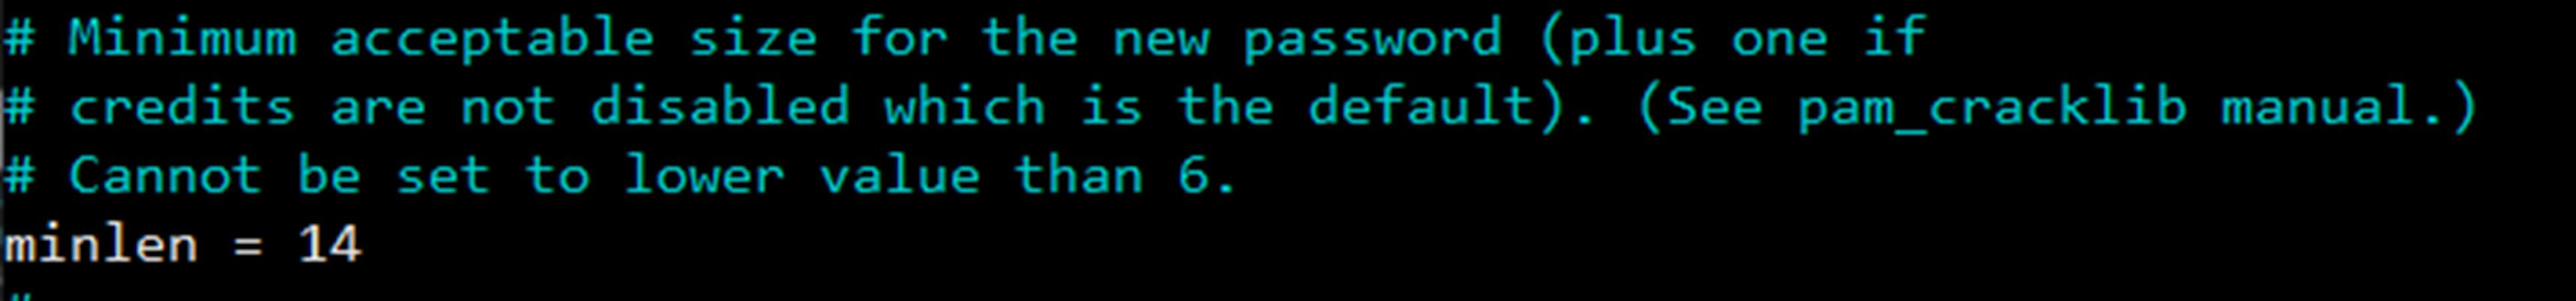 # Minimum acceptable size for the new password (plus one if
# credits are not disabled which is the default). (See pam_cracklib manual.)
# Cannot be set to lower value than 6.
minlen = 14
#